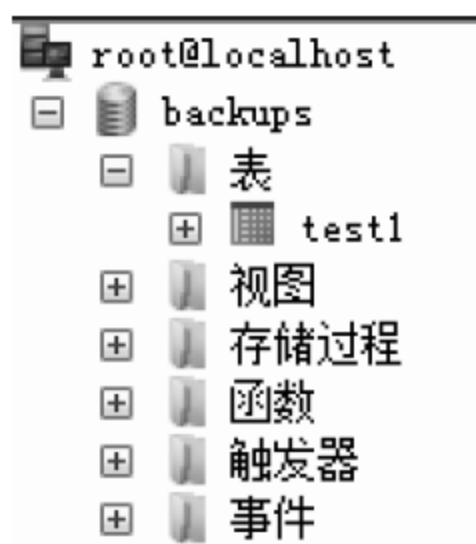 root@localhost
backups
表
test1
视图
存储过程
函数
触发器
事件